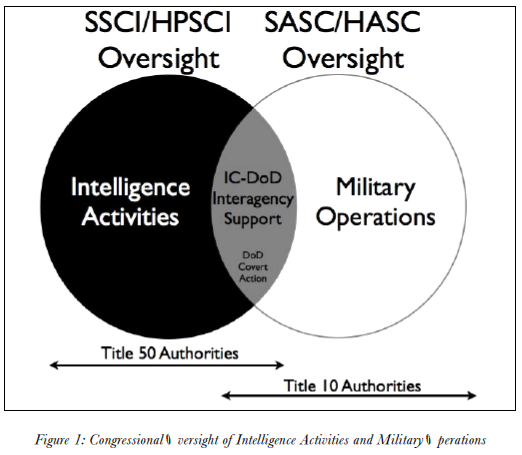 SSCI/HPSCI
Oversight
SASC/HASC
Oversight
Intelligence
Activities
IC-DoD
Interagency
Support
DoD
Covert
Action
Military
Operations
Title 50 Authorities
Title 10 Authorities
Figure 1: Congressional versight of Intelligence Activities and Military perations